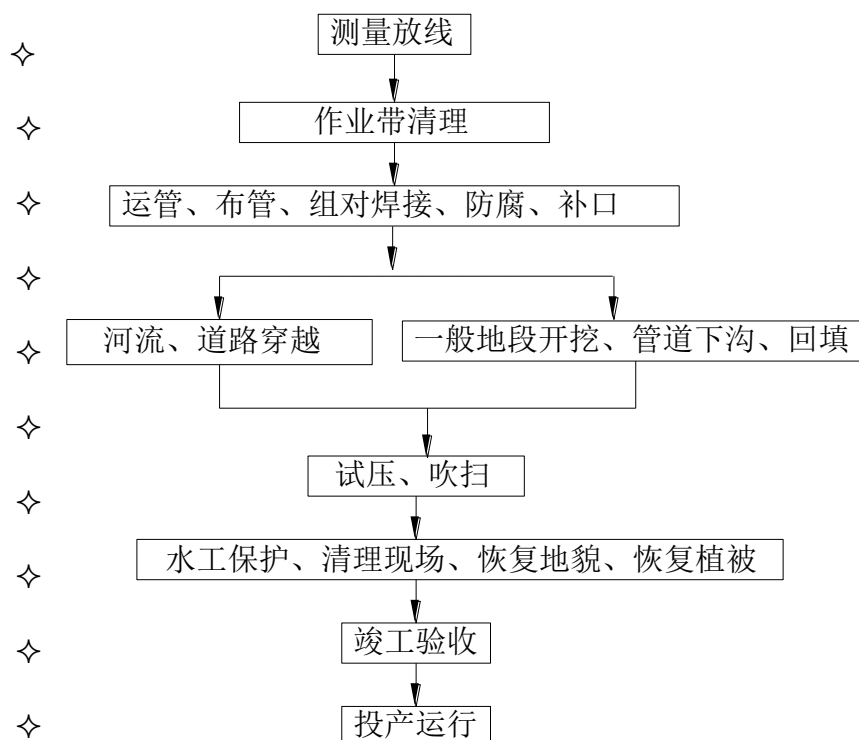 测量放线
作业带清理
运管、布管、组对焊接、防腐、补口
河流、道路穿越
一般地段开挖、管道下沟、回填
试压、吹扫
水工保护、清理现场、恢复地貌、恢复植被
竣工验收
投产运行